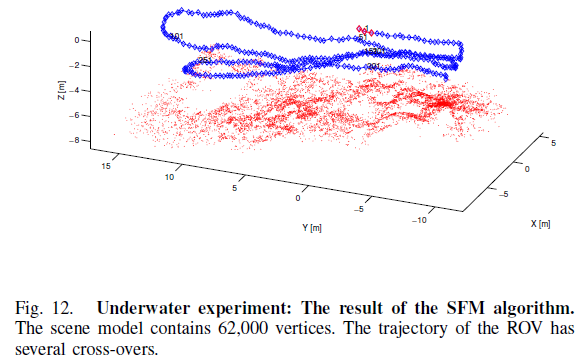 0
−2
−4
−6
−8
Z [m]
15
10
5
0
−5
−10
Y [m]
5
0
−5
X [m]
Fig. 12. Underwater experiment: The result of the SFM algorithm.
The scene model contains 62,000 vertices. The trajectory of the ROV has
several cross-overs.